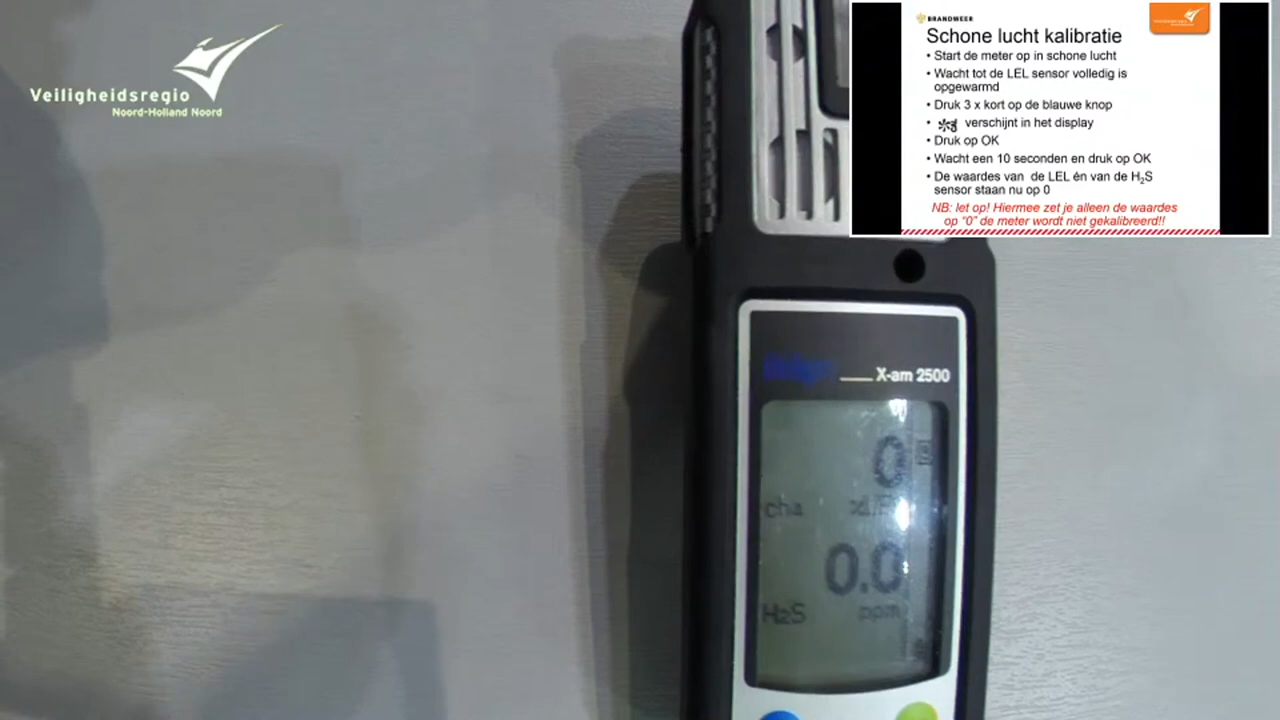 Veiligheidsregio
Noord-Holland Noord
BRANDWEER
Schone lucht kalibratie
• Start de meter op in schone lucht
• Wacht tot de LEL sensor volledig is
opgewarmd
• Druk 3 x kort op de blauwe knop
• verschijnt in het display
• Druk op OK
• Wacht een 10 seconden en druk op OK
• De waardes van de LEL én van de H₂S
sensor staan nu op 0
NB: let op! Hiermee zet je alleen de waardes
op "0" de meter wordt niet gekalibreerd!!
Dräger X-am 2500
0
cha
0.0
H₂S ppm